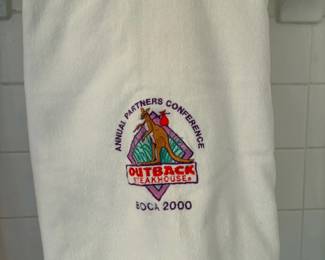 ANNUAL PARTNERS CONFERENCE
OUTBACK
STEAKHOUSE®
BOCA 2000